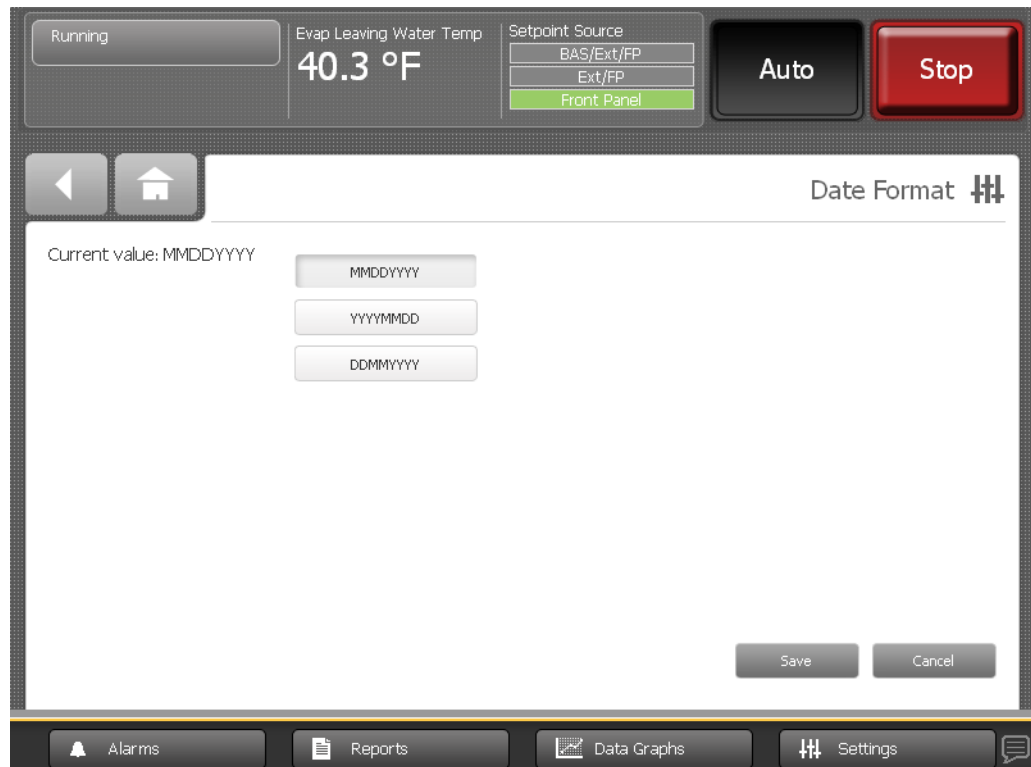 Running
Evap Leaving Water Temp
40.3 °F
Setpoint Source
BAS/Ext/FP
Ext/FP
Front Panel
Auto
Stop
Date Format
Current value: MMDDYYYY
MMDDYYYY
YYYYMMDD
DDMMYYYY
Save
Cancel
Alarms
Reports
Data Graphs
Settings